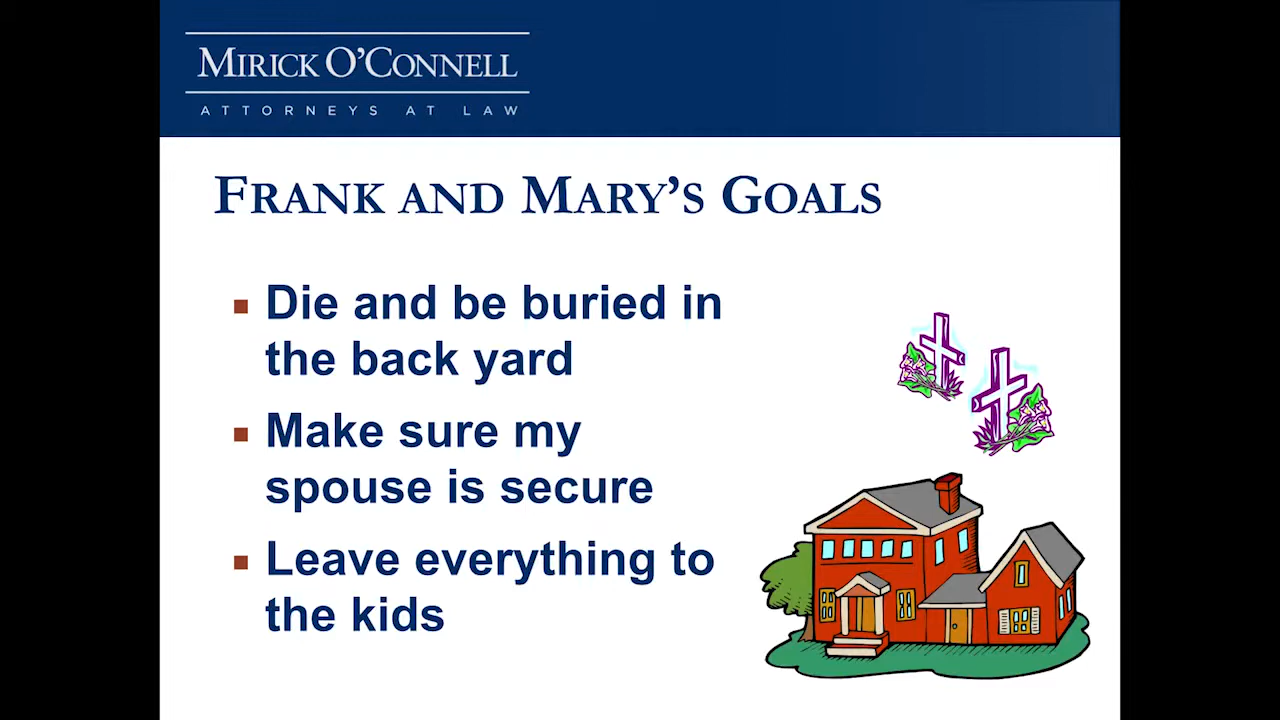 MIRICK O'CONNELL
ATTORNEYS AT LAW
FRANK AND MARY'S GOALS
Die and be buried in
the back yard
Make sure my
spouse is secure
Leave everything to
the kids